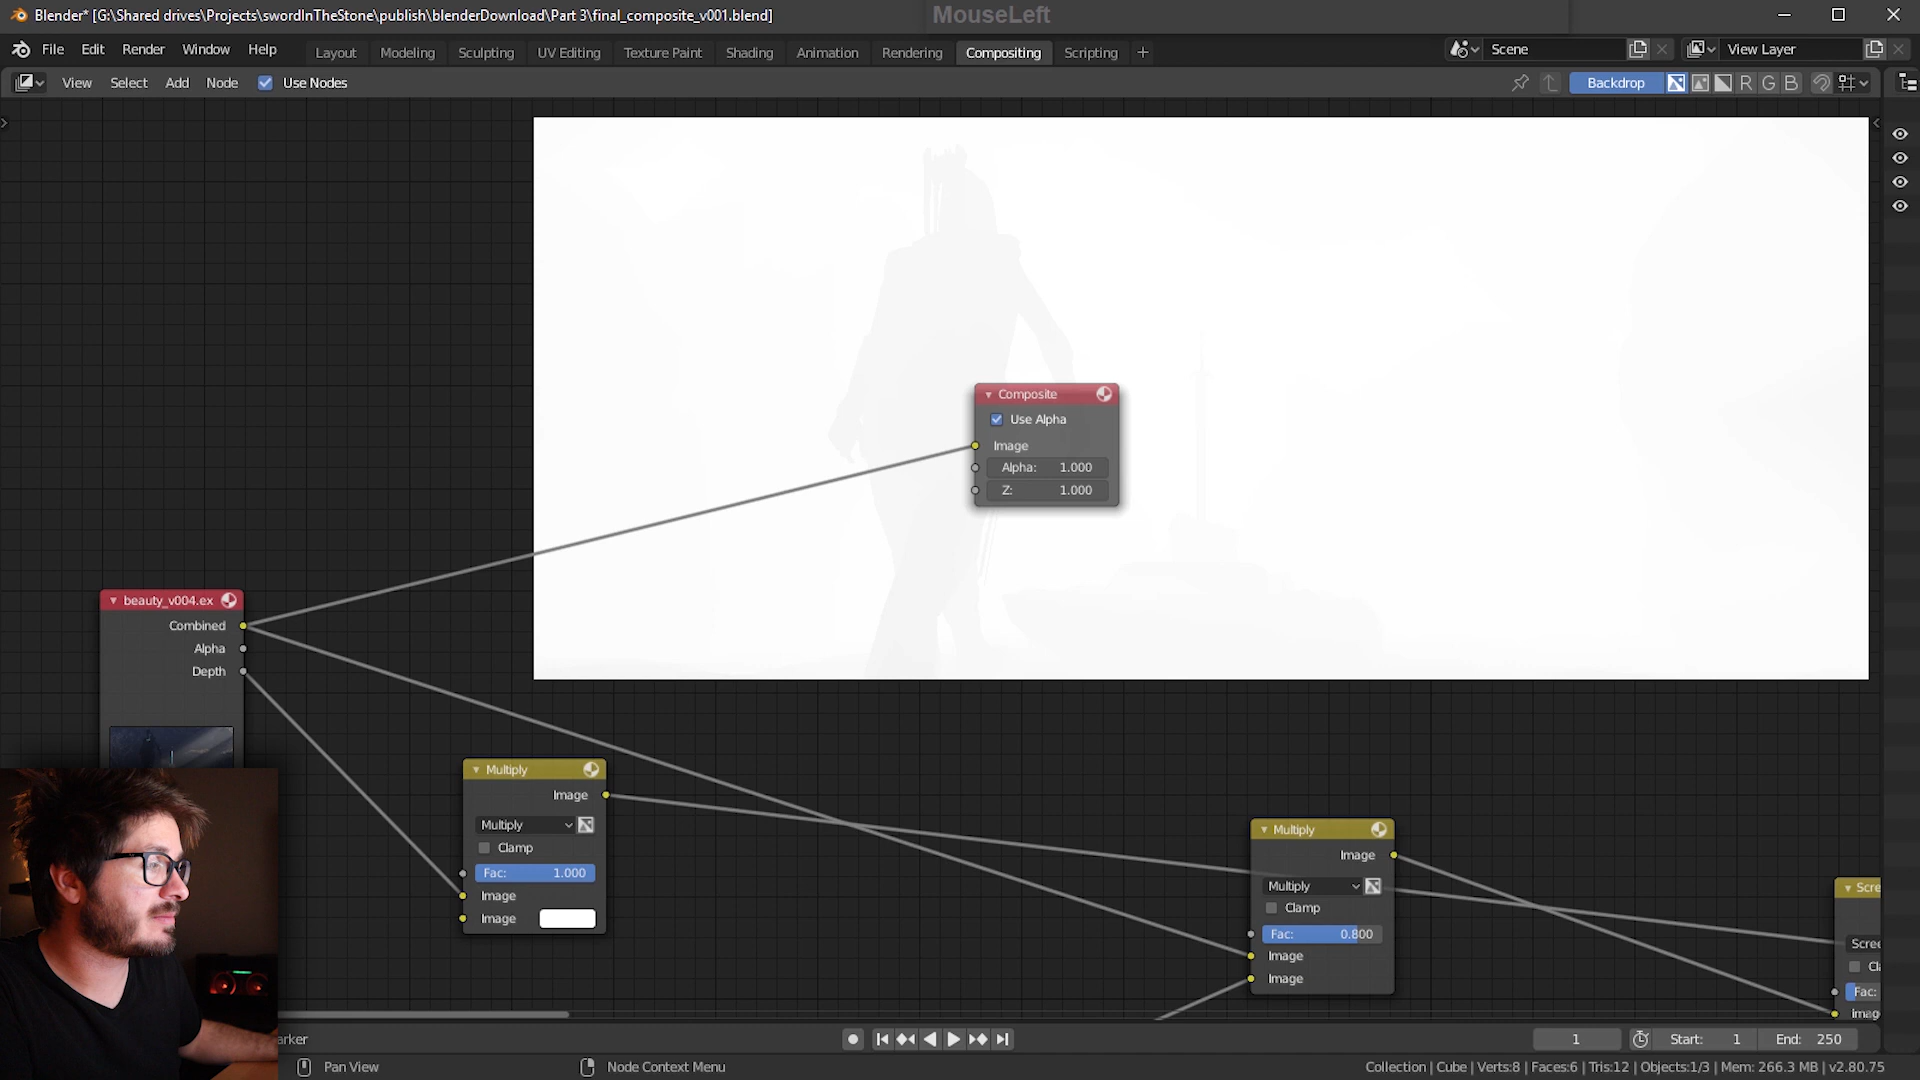 Blender* [G:\Shared drives\Projects\swordInTheStone\publish\blenderDownload\Part 3\final_composite_v001.blend]
MouseLeft
File Edit Render Window Help
Layout Modeling Sculpting UV Editing Texture Paint Shading Animation Rendering Compositing Scripting +
Scene
View Layer
View Select Add Node Use Nodes
Backdrop R G B
Composite
Use Alpha
Image
Alpha: 1.000
Z: 1.000
beauty_v004.ex
Combined
Alpha
Depth
Multiply
Image
Multiply
Clamp
Fac: 1.000
Image
Image
Multiply
Image
Multiply
Clamp
Fac: 0.800
Image
Image
Scre
Scree
Cla
Fac:
Imag
arker
1 Start: 1 End: 250
Pan View
Node Context Menu
Collection | Cube | Verts:8 | Faces:6 | Tris:12 | Objects:1/3 | Mem: 266.3 MB | v2.80.75